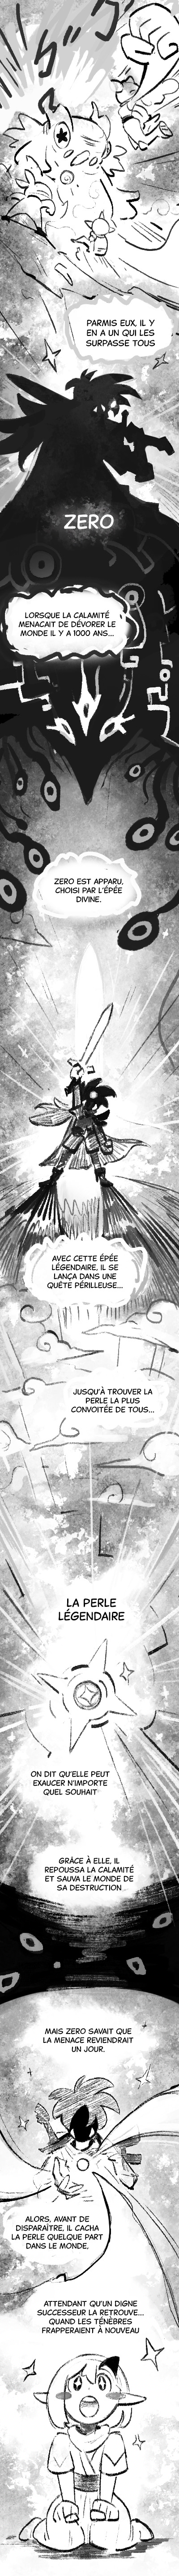 PARMIS EUX, IL Y
EN A UN QUI LES
SURPASSE TOUS
ZERO
LORSQUE LA CALAMITÉ
MENACAIT DE DÉVORER LE
MONDE IL Y A 1000 ANS...
ZERO EST APPARU,
CHOISI PAR L'ÉPÉE
DIVINE.
AVEC CETTE ÉPÉE
LÉGENDAIRE, IL SE
LANÇA DANS UNE
QUÊTE PÉRILLEUSE...
JUSQU'À TROUVER LA
PERLE LA PLUS
CONVOITÉE DE TOUS...
LA PERLE
LÉGENDAIRE
ON DIT QU'ELLE PEUT
EXAUCER N'IMPORTE
QUEL SOUHAIT
GRÂCE À ELLE, IL
REPOUSSA LA CALAMITÉ
ET SAUVA LE MONDE DE
SA DESTRUCTION
MAIS ZERO SAVAIT QUE
LA MENACE REVIENDRAIT
UN JOUR.
ALORS, AVANT DE
DISPARAÎTRE, IL CACHA
LA PERLE QUELQUE PART
DANS LE MONDE,
ATTENDANT QU'UN DIGNE
SUCCESSEUR LA RETROUVE...
QUAND LES TÉNÈBRES
FRAPPERAIENT À NOUVEAU